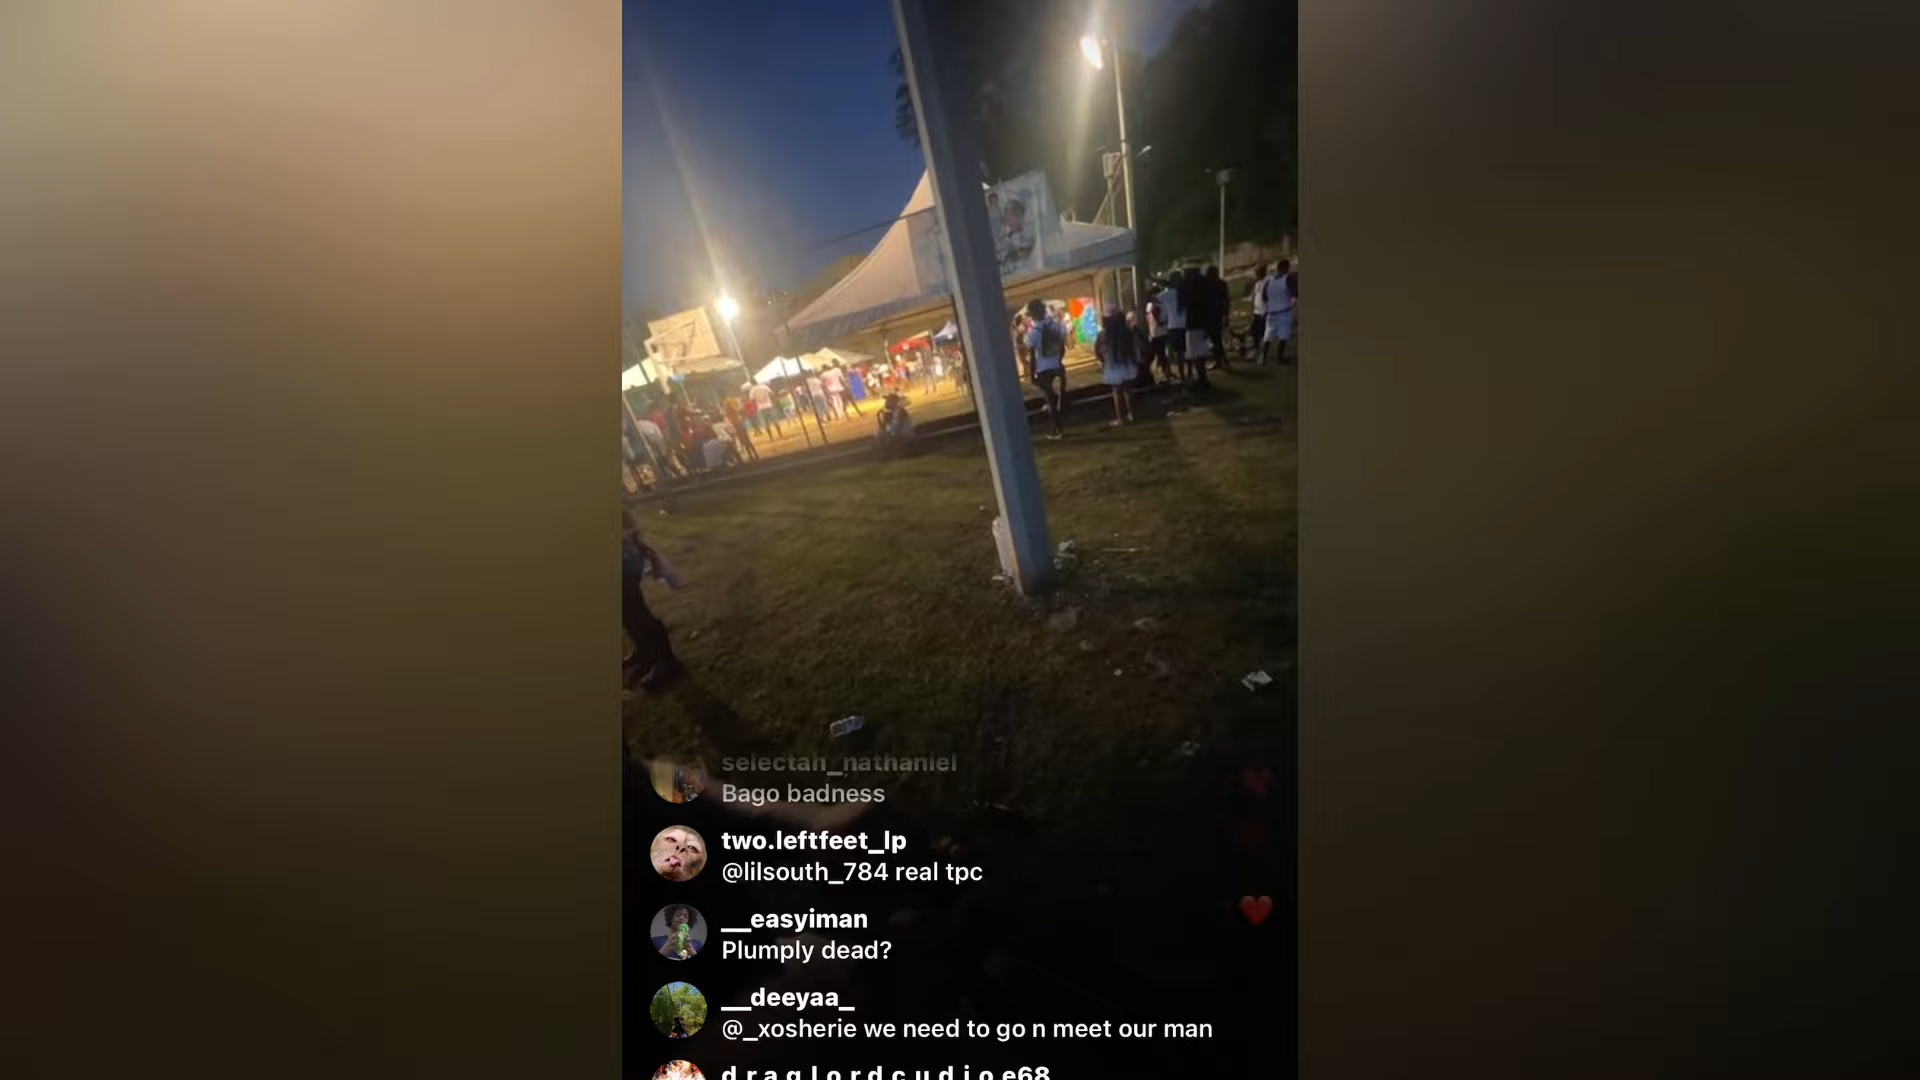 selectah_nathaniel
Bago badness
two.leftfeet_lp
@lilsouth_784 real tpc
__easyiman
Plumply dead?
__deeyaa_
@_xosherie we need to go n meet our man
d_r_a_g_l_o_r_d_c_u_d_j_o_e68